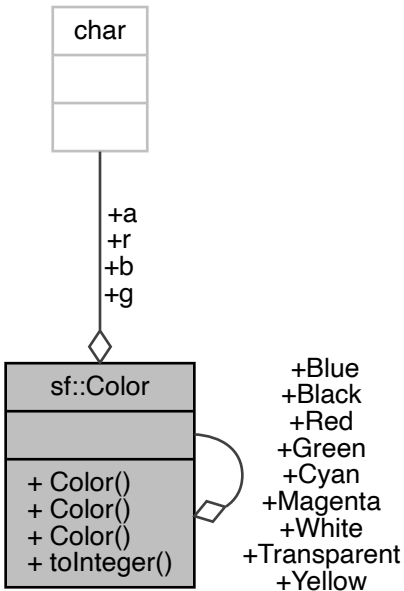 char
+a
+r
+b
+g
sf::Color
+ Color()
+ Color()
+ Color()
+ toInteger()
+Blue
+Black
+Red
+Green
+Cyan
+Magenta
+White
+Transparent
+Yellow